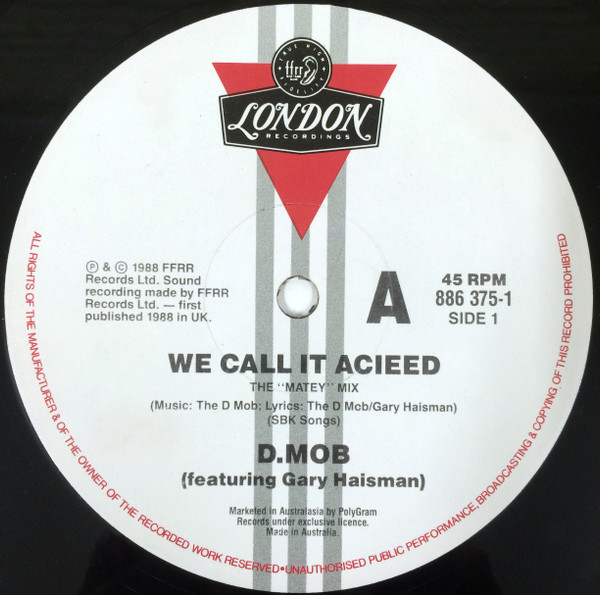 TRUE HIGH
ffrr
FIDELITY
LONDON
RECORDINGS
Ⓟ & © 1988 FFRR
Records Ltd. Sound
recording made by FFRR
Records Ltd. — first
published 1988 in UK.
A
45 RPM
886 375-1
SIDE 1
WE CALL IT ACIEED
THE "MATEY" MIX
(Music: The D Mob; Lyrics: The D Mob/Gary Haisman)
(SBK Songs)
D.MOB
(featuring Gary Haisman)
Marketed in Australasia by PolyGram
Records under exclusive licence.
Made in Australia.
ALL RIGHTS OF THE MANUFACTURER & OF THE OWNER OF THE RECORDED WORK RESERVED•UNAUTHORISED PUBLIC PERFORMANCE, BROADCASTING & COPYING OF THIS RECORD PROHIBITED